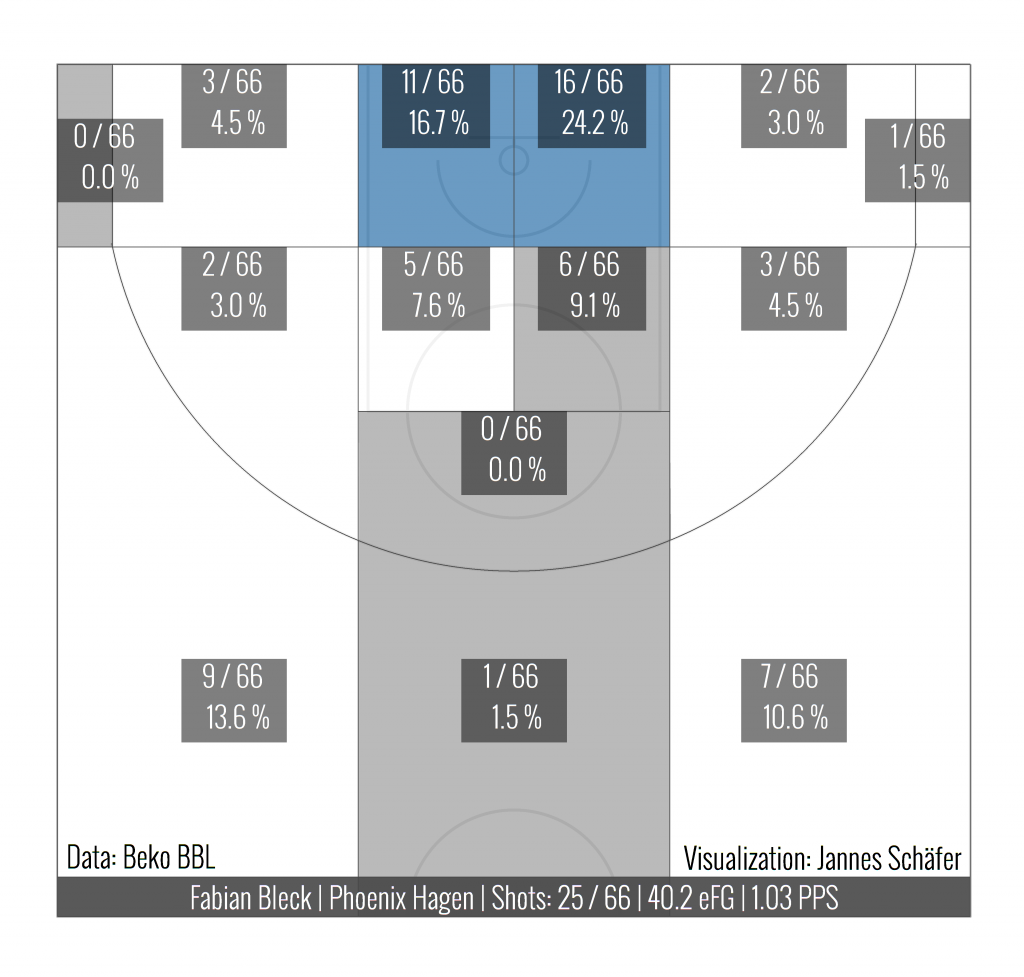 3 / 66
4.5 %
11 / 66
16.7 %
16 / 66
24.2 %
2 / 66
3.0 %
0 / 66
0.0 %
1 / 66
1.5 %
2 / 66
3.0 %
5 / 66
7.6 %
6 / 66
9.1 %
3 / 66
4.5 %
0 / 66
0.0 %
9 / 66
13.6 %
1 / 66
1.5 %
7 / 66
10.6 %
Data: Beko BBL
Visualization: Jannes Schäfer
Fabian Bleck | Phoenix Hagen | Shots: 25 / 66 | 40.2 eFG | 1.03 PPS